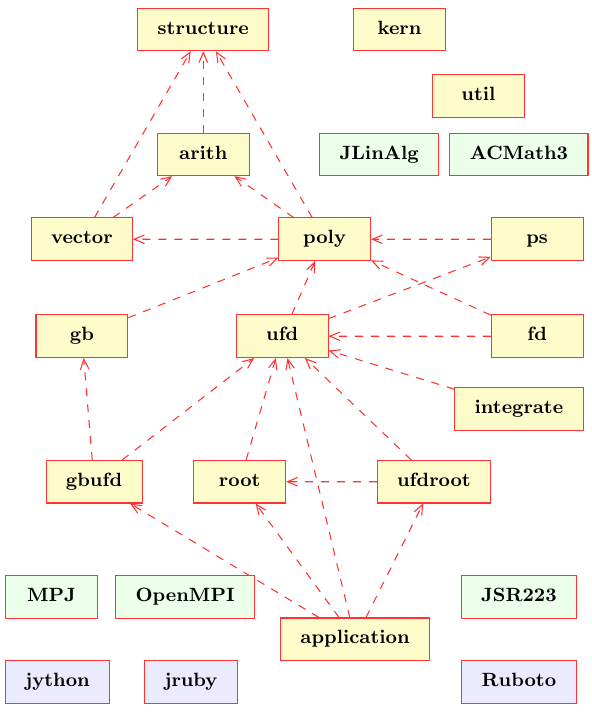 structure
kern
util
arith
JLinAlg
ACMath3
vector
poly
ps
gb
ufd
fd
integrate
gbufd
root
ufdroot
MPJ
OpenMPI
JSR223
application
jython
jruby
Ruboto